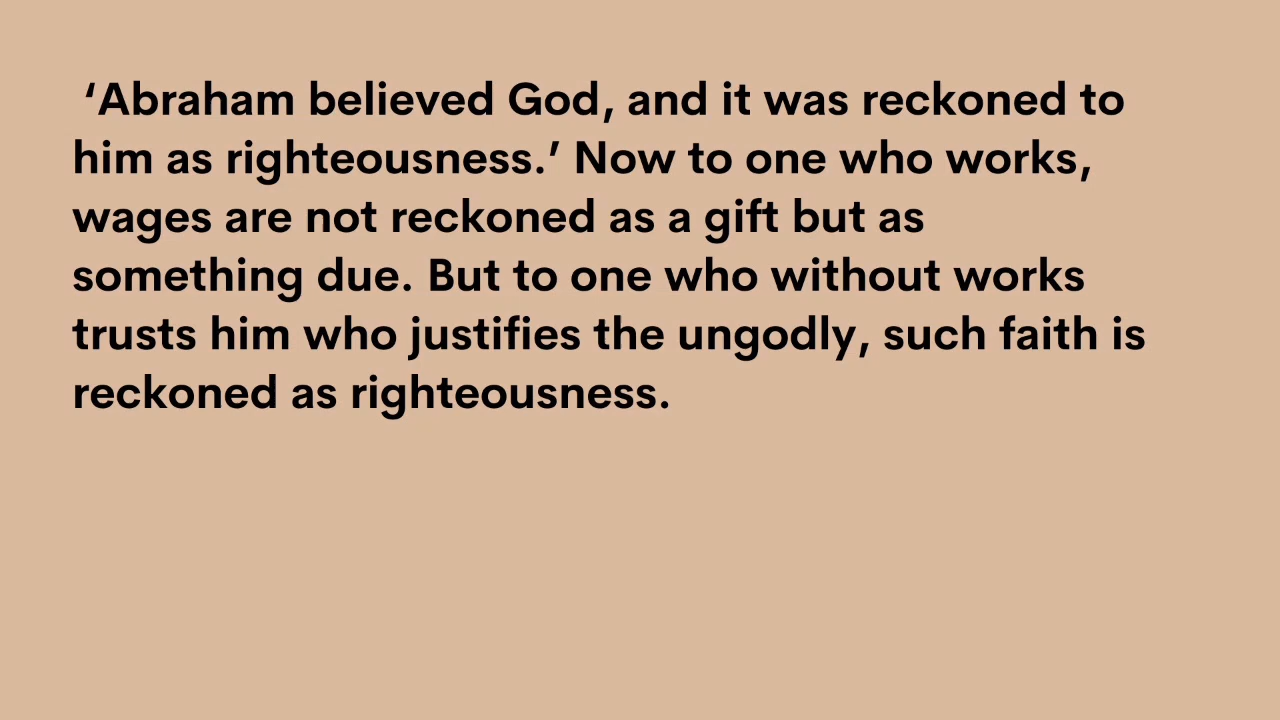 ‘Abraham believed God, and it was reckoned to
him as righteousness.’ Now to one who works,
wages are not reckoned as a gift but as
something due. But to one who without works
trusts him who justifies the ungodly, such faith is
reckoned as righteousness.